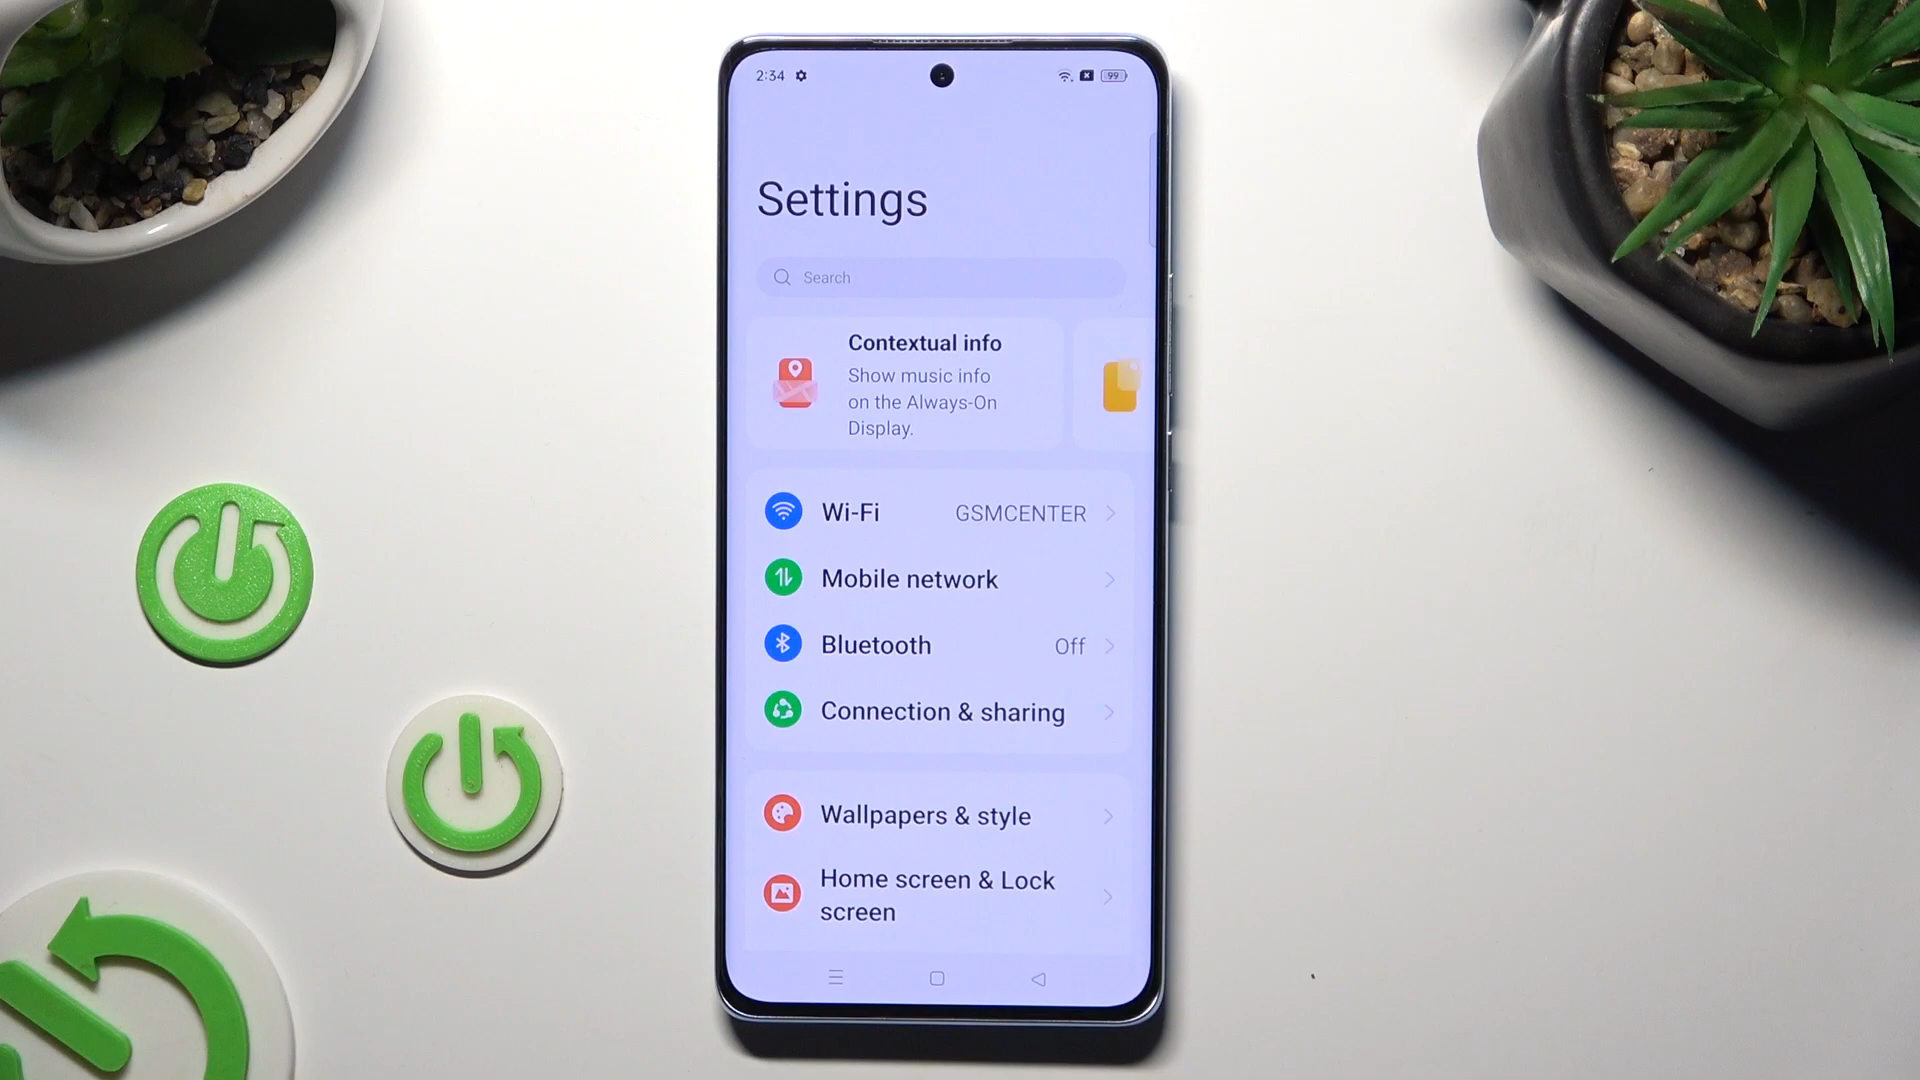 2:34
99
Settings
Search
Contextual info
Show music info
on the Always-On
Display.
Wi-Fi GSMCENTER
Mobile network
Bluetooth Off
Connection & sharing
Wallpapers & style
Home screen & Lock
screen